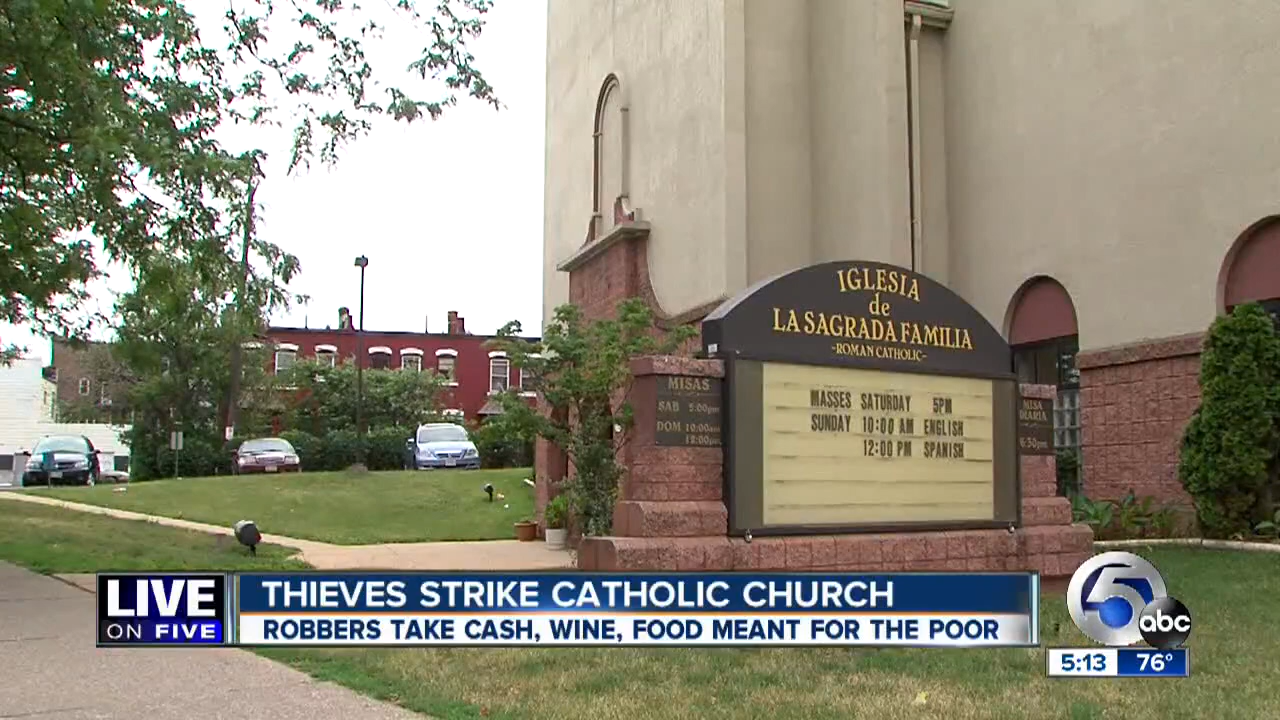 IGLESIA
de
LA SAGRADA FAMILIA
-ROMAN CATHOLIC-
MISAS
SAB 5:00pm
DOM 10:00am
12:00pm
MASSES SATURDAY 5PM
SUNDAY 10:00 AM ENGLISH
12:00 PM SPANISH
MISA
DIARIA
6:30pm
LIVE
ON FIVE
THIEVES STRIKE CATHOLIC CHURCH
ROBBERS TAKE CASH, WINE, FOOD MEANT FOR THE POOR
5
abc
5:13 76°